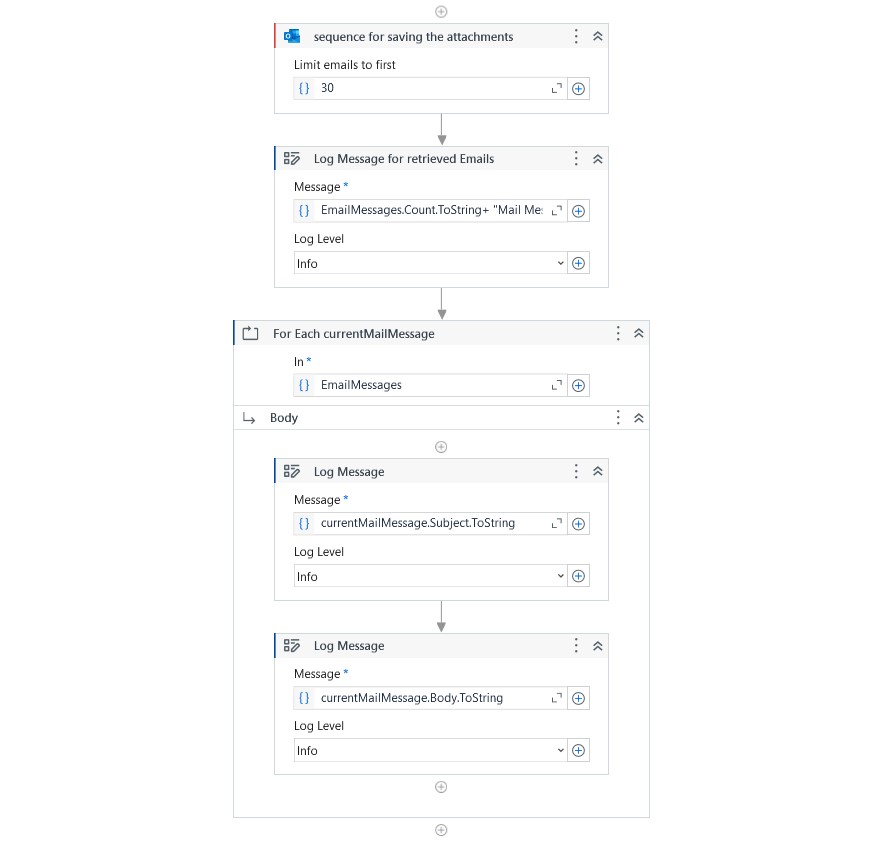 sequence for saving the attachments
Limit emails to first
30
Log Message for retrieved Emails
Message *
EmailMessages.Count.ToString+ "Mail
Log Level
Info
For Each currentMailMessage
In *
EmailMessages
Body
Log Message
Message *
currentMailMessage.Subject.ToString
Log Level
Info
Log Message
Message *
currentMailMessage.Body.ToString
Log Level
Info